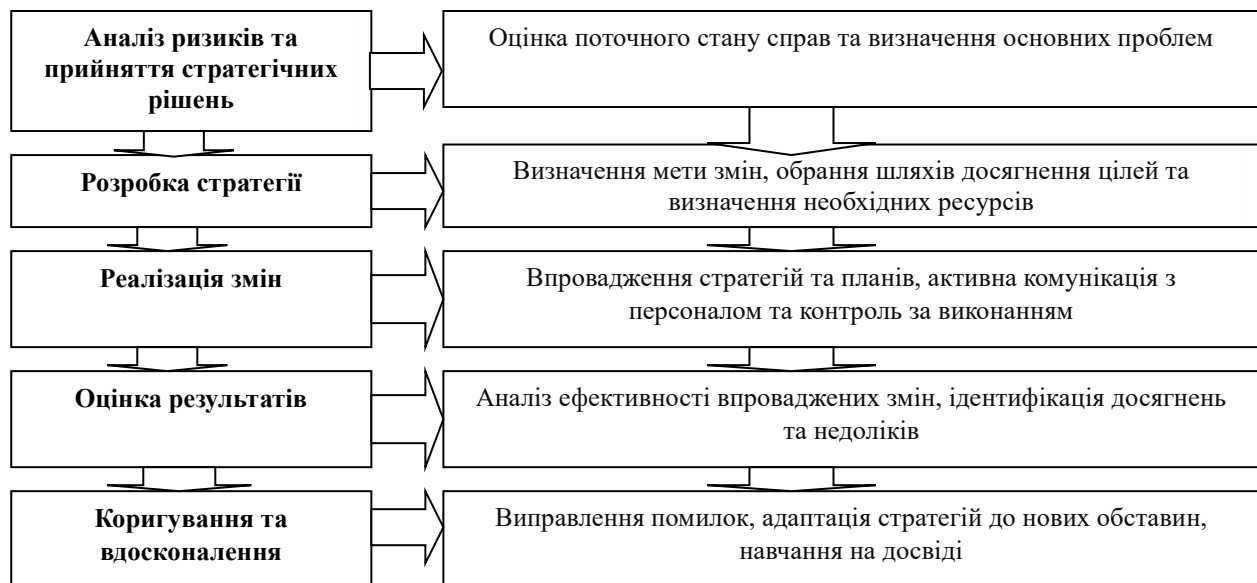 Аналіз ризиків та
прийняття стратегічних
рішень
Оцінка поточного стану справ та визначення основних проблем
Розробка стратегії
Визначення мети змін, обрання шляхів досягнення цілей та
визначення необхідних ресурсів
Реалізація змін
Впровадження стратегій та планів, активна комунікація з
персоналом та контроль за виконанням
Оцінка результатів
Аналіз ефективності впроваджених змін, ідентифікація досягнень
та недоліків
Коригування та
вдосконалення
Виправлення помилок, адаптація стратегій до нових обставин,
навчання на досвіді